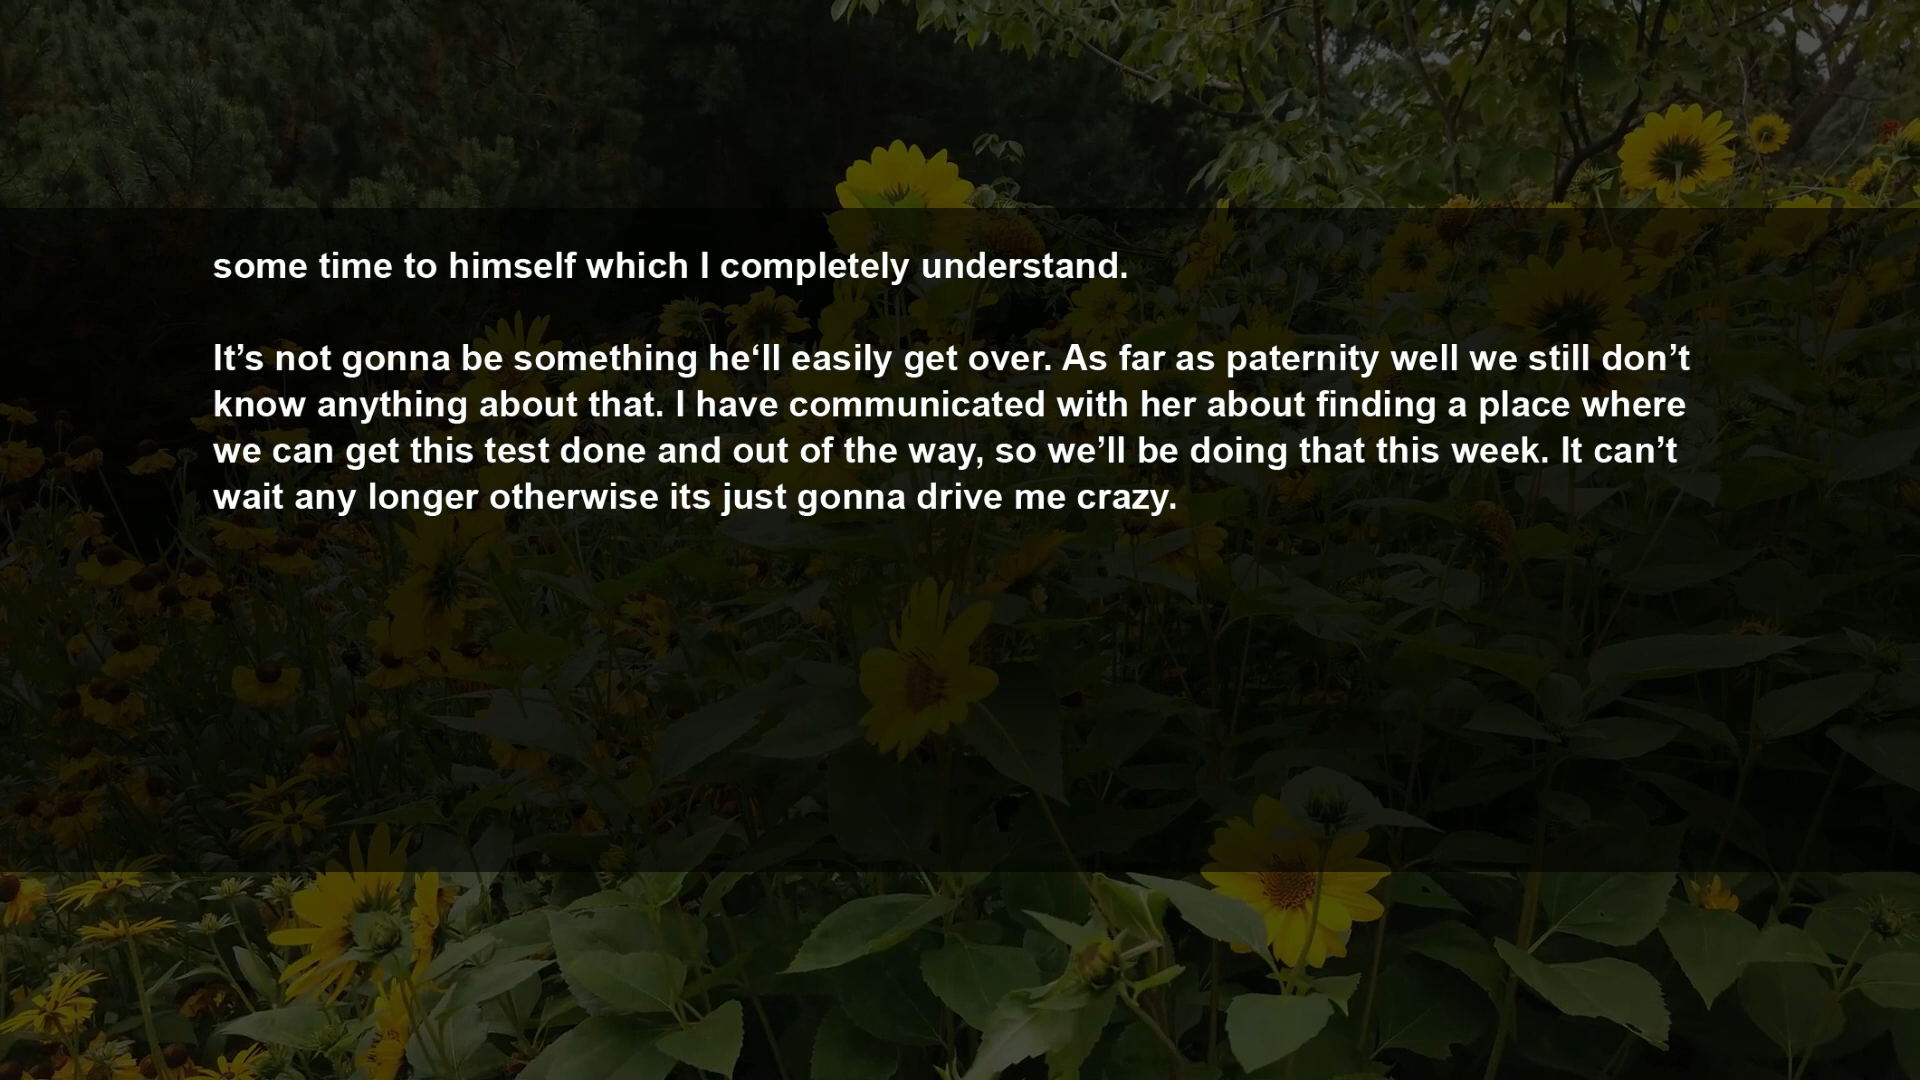 some time to himself which I completely understand.
It’s not gonna be something he‘ll easily get over. As far as paternity well we still don’t
know anything about that. I have communicated with her about finding a place where
we can get this test done and out of the way, so we’ll be doing that this week. It can’t
wait any longer otherwise its just gonna drive me crazy.